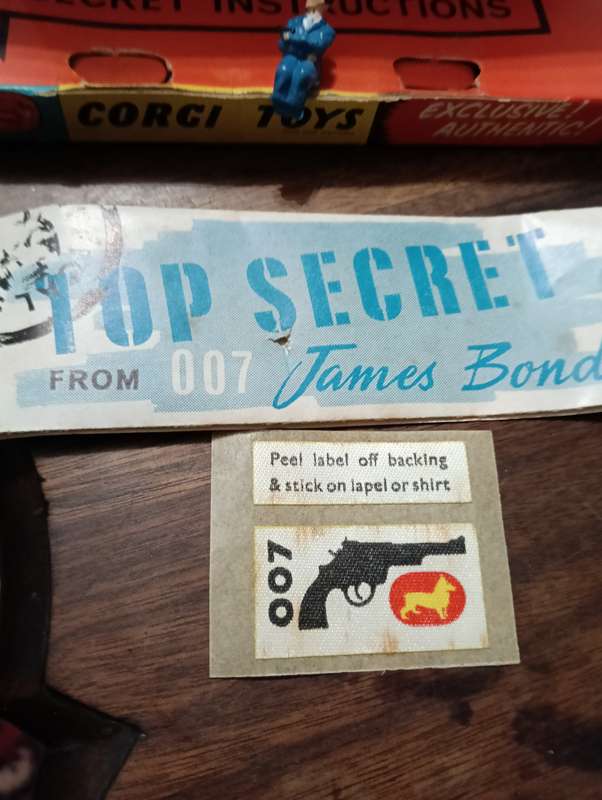 SECRET INSTRUCTIONS
CORGI TOYS
EXCLUSIVE!
AUTHENTIC!
TOP SECRET
FROM 007 James Bond
Peel label off backing
& stick on lapel or shirt
007